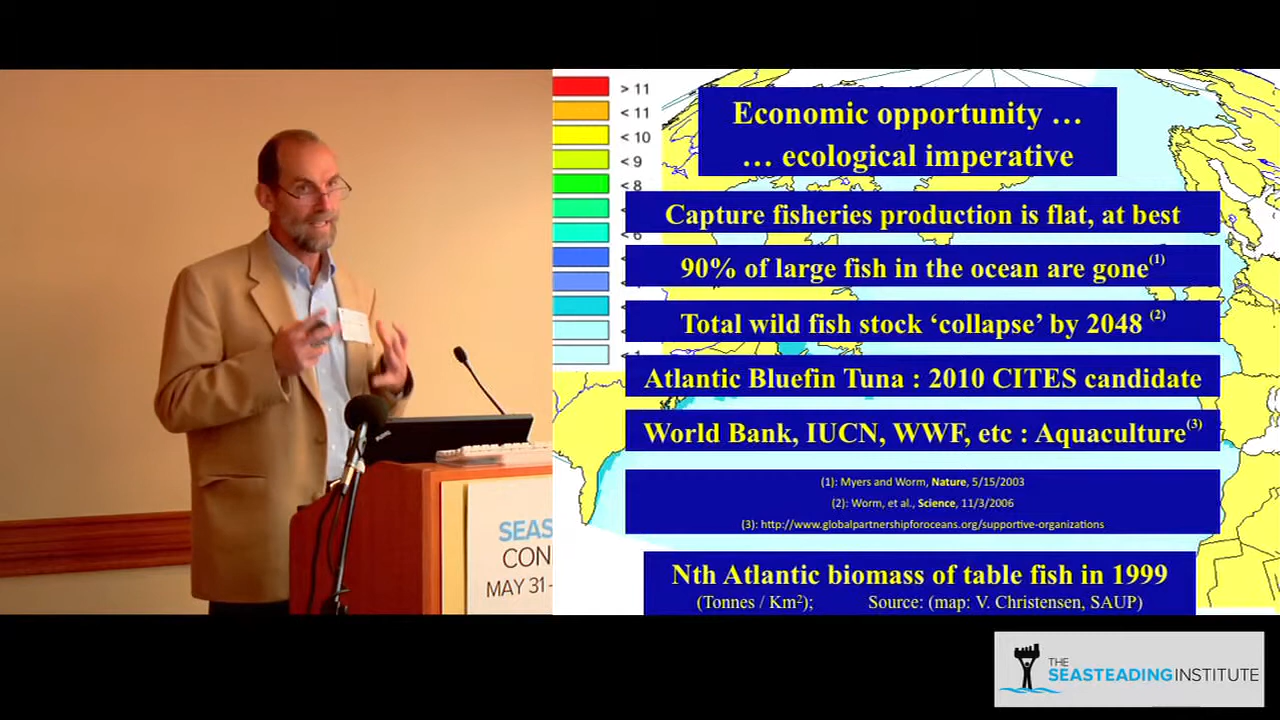 > 11
< 11
< 10
< 9
< 8
< 6
Economic opportunity …
… ecological imperative
Capture fisheries production is flat, at best
90% of large fish in the ocean are gone(1)
Total wild fish stock ‘collapse’ by 2048 (2)
Atlantic Bluefin Tuna : 2010 CITES candidate
World Bank, IUCN, WWF, etc : Aquaculture(3)
(1): Myers and Worm, Nature, 5/15/2003
(2): Worm, et al., Science, 11/3/2006
(3): http://www.globalpartnershipforoceans.org/supportive-organizations
Nth Atlantic biomass of table fish in 1999
(Tonnes / Km2); Source: (map: V. Christensen, SAUP)
SEAS
CON
MAY 31-
THE
SEASTEADING INSTITUTE